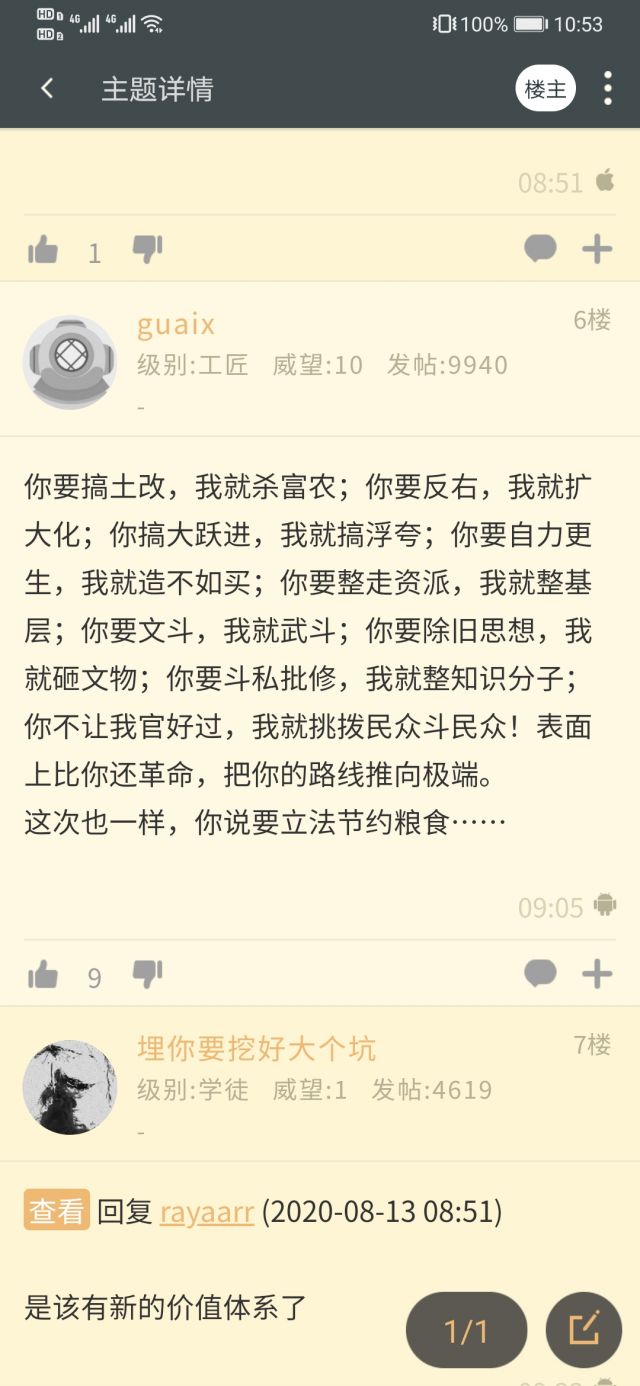 HD 1 4G 4G 100% 10:53
HD 2
主题详情 楼主
08:51
1
guaix 6楼
级别:工匠 威望:10 发帖:9940
-
你要搞土改，我就杀富农；你要反右，我就扩
大化；你搞大跃进，我就搞浮夸；你要自力更
生，我就造不如买；你要整走资派，我就整基
层；你要文斗，我就武斗；你要除旧思想，我
就砸文物；你要斗私批修，我就整知识分子；
你不让我官好过，我就挑拨民众斗民众！表面
上比你还革命，把你的路线推向极端。
这次也一样，你说要立法节约粮食……
09:05
9
埋你要挖好大个坑 7楼
级别:学徒 威望:1 发帖:4619
-
查看 回复 rayaarr (2020-08-13 08:51)
是该有新的价值体系了
1/1